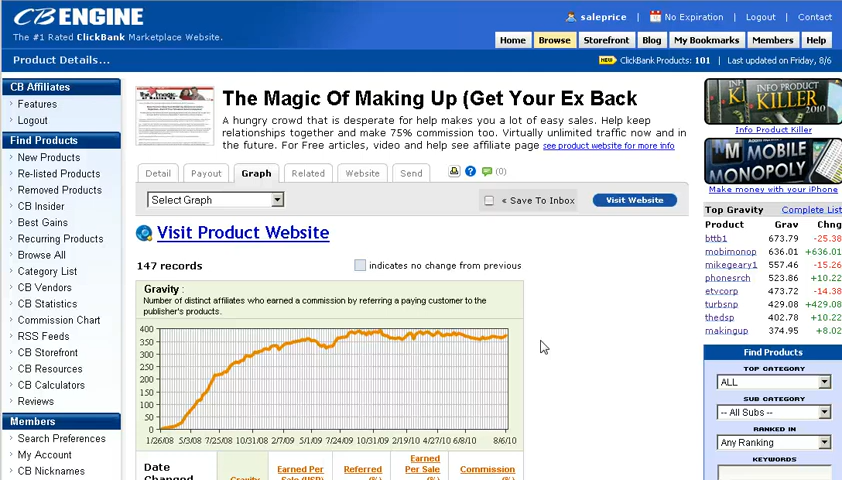 CB ENGINE
The #1 Rated ClickBank Marketplace Website.
saleprice | No Expiration | Logout | Contact
Home Browse Storefront Blog My Bookmarks Members Help
Product Details...
NEW ClickBank Products: 101 | Last updated on Friday, 8/6
CB Affiliates
Features
Logout
Find Products
New Products
Re-listed Products
Removed Products
CB Insider
Best Gains
Recurring Products
Browse All
Category List
CB Vendors
CB Statistics
Commission Chart
RSS Feeds
CB Storefront
CB Resources
CB Calculators
Reviews
Members
Search Preferences
My Account
CB Nicknames
The Magic Of Making Up (Get Your Ex Back
A hungry crowd that is desperate for help makes you a lot of easy sales. Help keep
relationships together and make 75% commission too. Virtually unlimited traffic now and in
the future. For Free articles, video and help see affiliate page see product website for more info
Detail Payout Graph Related Website Send (0)
Select Graph « Save To Inbox Visit Website
Visit Product Website
147 records indicates no change from previous
Gravity :
Number of distinct affiliates who earned a commission by referring a paying customer to the
publisher's products.
400
350
300
250
200
150
100
50
0
1/26/08 5/3/08 7/25/08 10/31/08 2/7/09 5/1/09 7/24/09 10/31/09 2/19/10 4/27/10 6/8/10 8/6/10
Date
Changed
Gravity
Earned Per
Sale (USD)
Referred
(%)
Earned
Per Sale
(%)
Commission
(%)
INFO PRODUCT
KILLER
2010
Info Product Killer
MOBILE
MONOPOLY
Make money with your iPhone
Top Gravity Complete List
Product Grav Chng
bttb1 673.79 -25.38
mobimonop 636.01 +636.01
mikegeary1 557.46 -15.26
phonesrch 523.86 +10.22
etvcorp 473.72 -14.38
turbsnp 429.08 +429.08
thedsp 402.78 +10.22
makingup 374.95 +8.02
Find Products
TOP CATEGORY
ALL
SUB CATEGORY
-- All Subs --
RANKED IN
Any Ranking
KEYWORDS